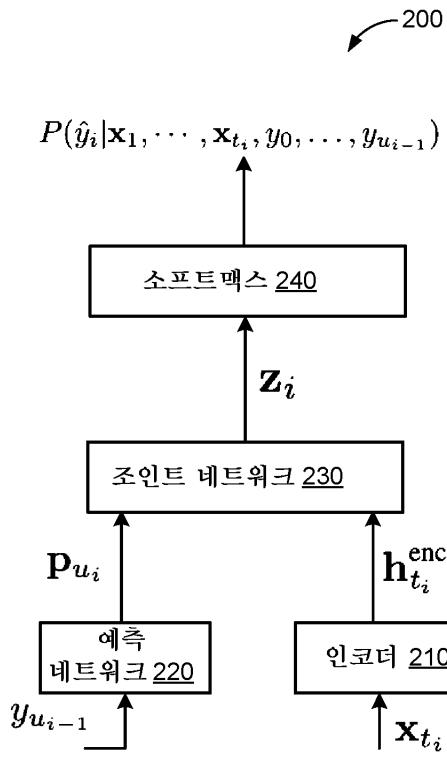 200
P(ŷ_i|x_1, ⋯ , x_{t_i}, y_0, . . . , y_{u_{i-1}})
소프트맥스 240
z_i
조인트 네트워크 230
p_{u_i}
h_{t_i}^{enc}
예측
네트워크 220
인코더 210
y_{u_{i-1}}
x_{t_i}